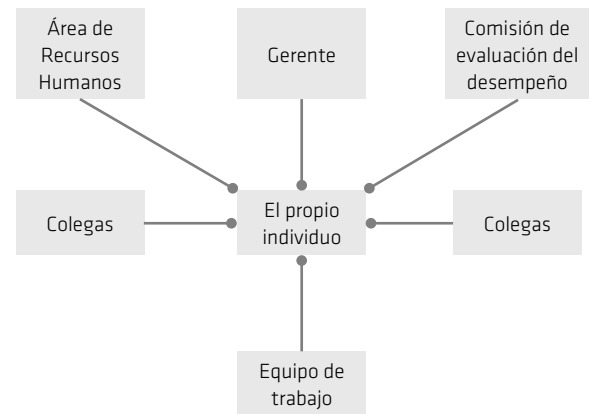 Área de
Recursos
Humanos
Gerente
Comisión de
evaluación del
desempeño
Colegas
El propio
individuo
Colegas
Equipo de
trabajo